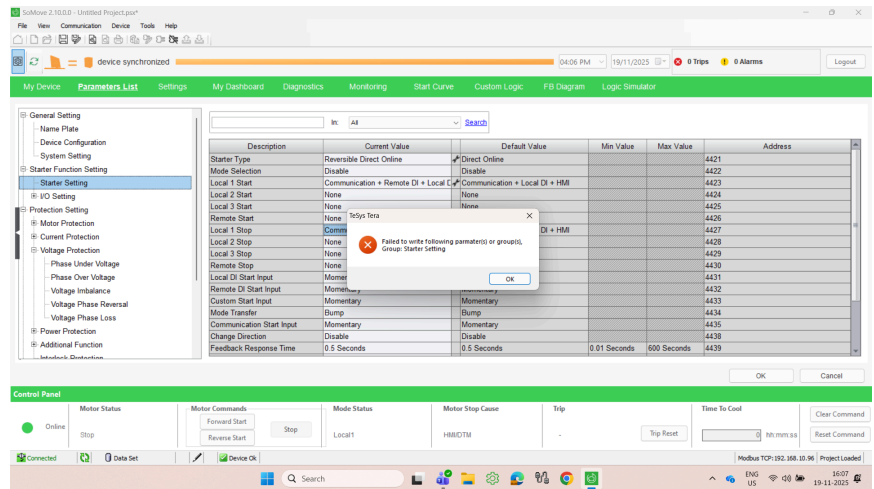 SoMove 2.10.0.0 - Untitled Project.psx*
File View Communication Device Tools Help
device synchronized
04:06 PM 19/11/2025 0 Trips 0 Alarms Logout
My Device Parameters List Settings My Dashboard Diagnostics Monitoring Start Curve Custom Logic FB Diagram Logic Simulator
General Setting
Name Plate
Device Configuration
System Setting
Starter Function Setting
Starter Setting
I/O Setting
Protection Setting
Motor Protection
Current Protection
Voltage Protection
Phase Under Voltage
Phase Over Voltage
Voltage Imbalance
Voltage Phase Reversal
Voltage Phase Loss
Power Protection
Additional Function
Interlock Protection
In: All Search
Description Current Value Default Value Min Value Max Value Address
Starter Type Reversible Direct Online Direct Online 4421
Mode Selection Disable Disable 4422
Local 1 Start Communication + Remote DI + Local D Communication + Local DI + HMI 4423
Local 2 Start None None 4424
Local 3 Start None None 4425
Remote Start None 4426
Local 1 Stop Comm DI + HMI 4427
Local 2 Stop None 4428
Local 3 Stop None 4429
Remote Stop None 4430
Local DI Start Input Momen 4431
Remote DI Start Input Momentary Momentary 4432
Custom Start Input Momentary Momentary 4433
Mode Transfer Bump Bump 4434
Communication Start Input Momentary Momentary 4435
Change Direction Disable Disable 4438
Feedback Response Time 0.5 Seconds 0.5 Seconds 0.01 Seconds 600 Seconds 4439
TeSys Tera
Failed to write following parmater(s) or group(s),
Group: Starter Setting
OK
OK Cancel
Control Panel
Motor Status Motor Commands Mode Status Motor Stop Cause Trip Time To Cool
Online Stop Forward Start Reverse Start Stop Local1 HMI/DTM - Trip Reset 0 hh:mm:ss Clear Command Reset Command
Connected Data Set Device Ok Modbus TCP: 192.168.10.96 Project Loaded
Search
ENG
US
16:07
19-11-2025